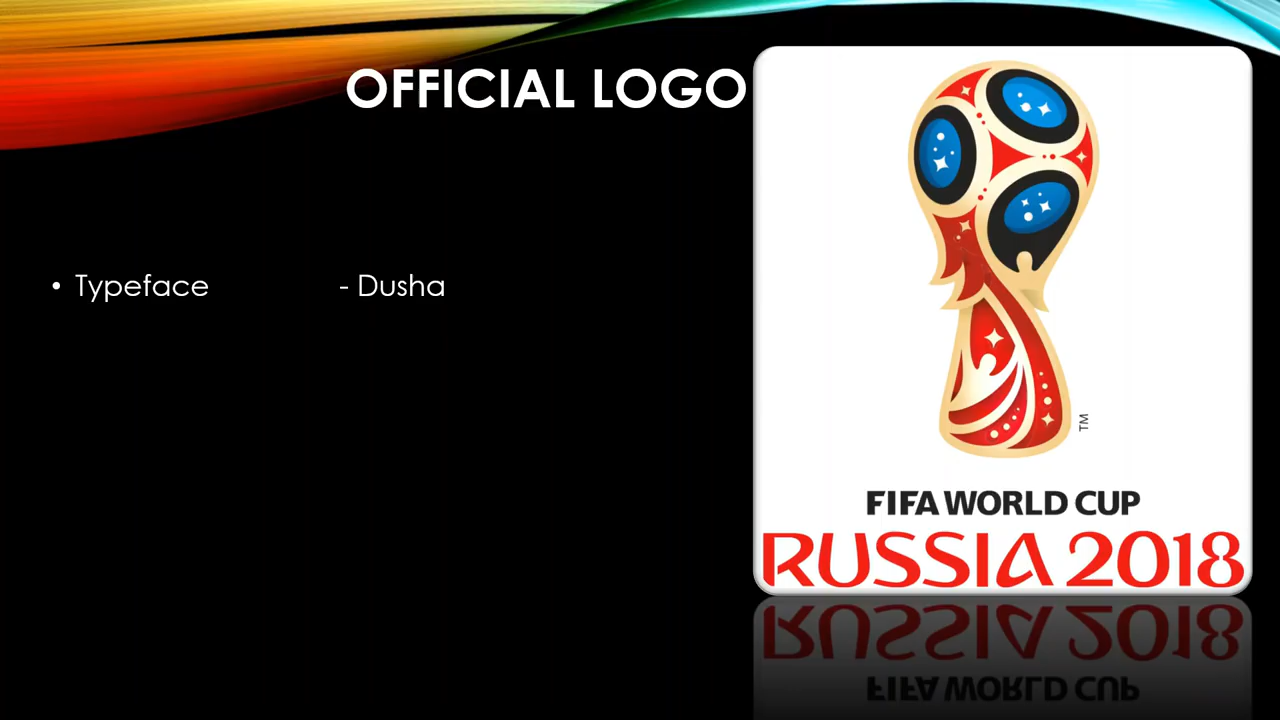 OFFICIAL LOGO
• Typeface - Dusha
TM
FIFA WORLD CUP
RUSSIA 2018
RUSSIA 2018
FIFA WORLD CUP